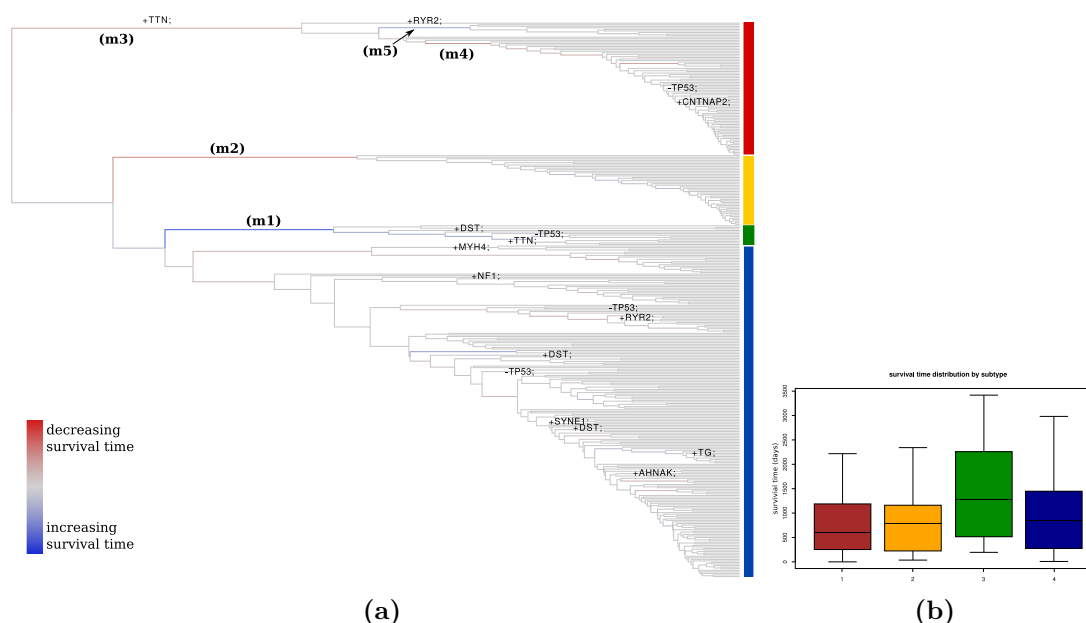 +TTN;
+RYR2;
(m3)
(m5)
(m4)
-TP53;
+CNTNAP2;
(m2)
(m1)
+DST;
-TP53;
+TTN;
+MYH4;
+NF1;
-TP53;
+RYR2;
+DST;
-TP53;
+SYNE1;
+DST;
+TG;
+AHNAK;
decreasing
survival time
increasing
survival time
(a)
survival time distribution by subtype
survivial time (days)
3500
3000
2500
2000
1500
1000
500
0
1 2 3 4
(b)